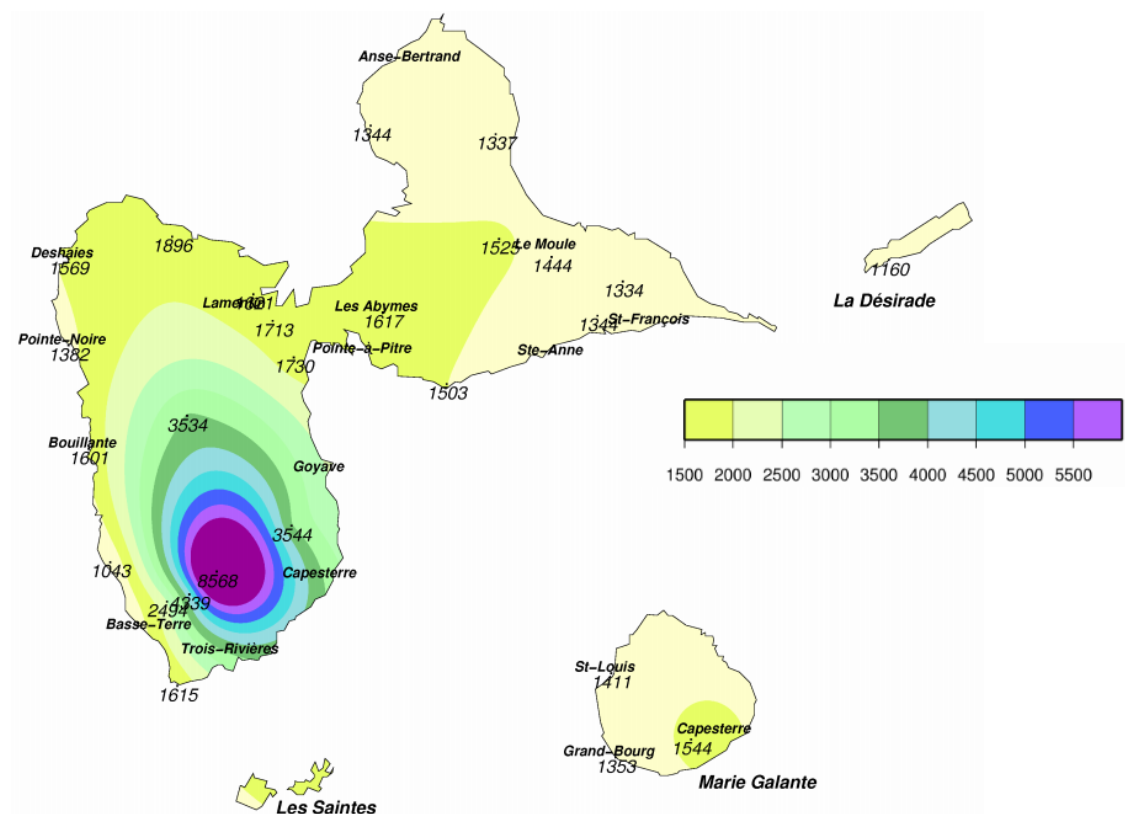 Anse-Bertrand
1344
1337
1896
Deshaies
1569
1525
Le Moule
1444
1160
La Désirade
1334
Les Abymes
1617
1344
St-François
1713
Pointe-Noire
1382
Pointe-à-Pitre
Ste-Anne
1730
1503
3534
Bouillante
1601
Goyave
1500 2000 2500 3000 3500 4000 4500 5000 5500
3544
1043
8568
Capesterre
4339
2494
Basse-Terre
Trois-Rivières
1615
St-Louis
1411
Capesterre
1544
Grand-Bourg
1353
Marie Galante
Les Saintes